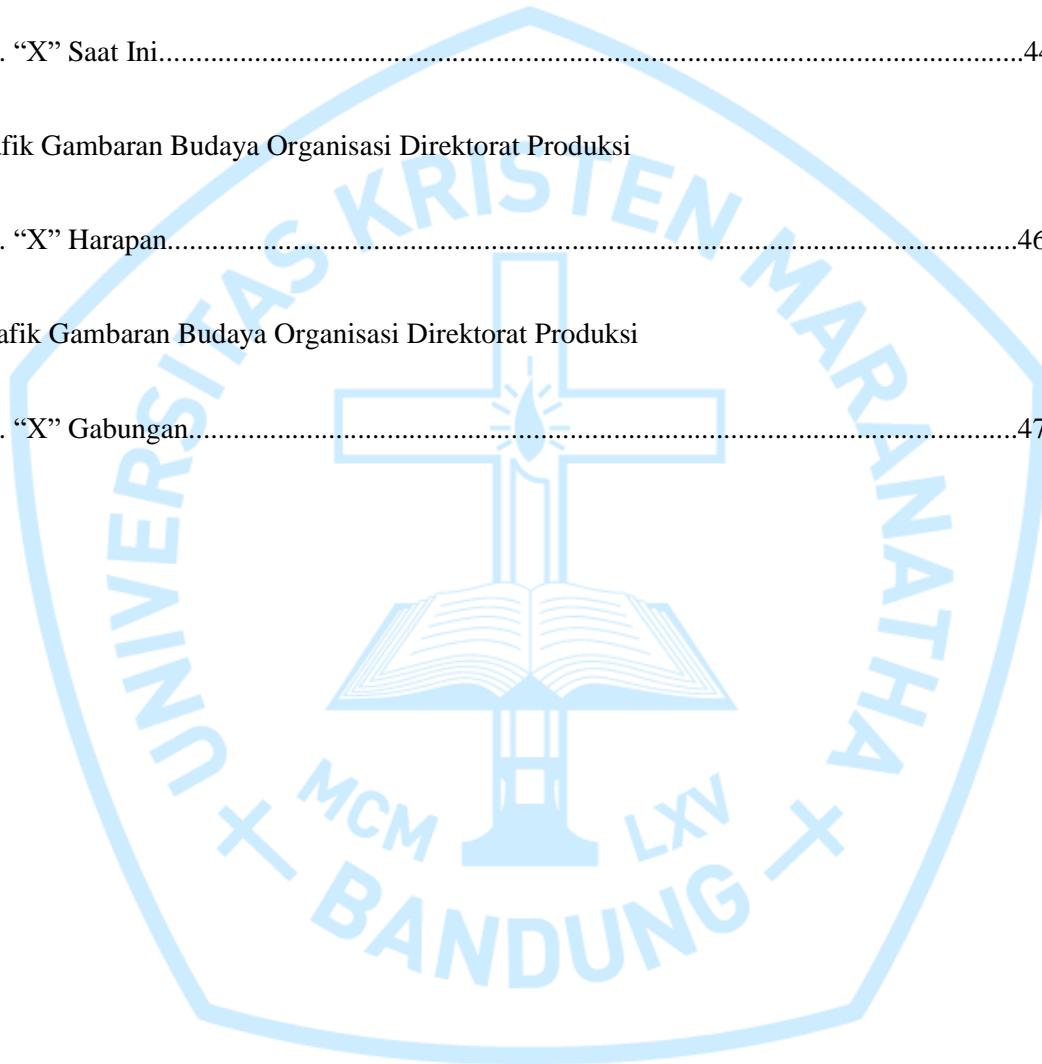 . “X” Saat Ini....................................................................................................................44
afik Gambaran Budaya Organisasi Direktorat Produksi
. “X” Harapan..................................................................................................................46
afik Gambaran Budaya Organisasi Direktorat Produksi
. “X” Gabungan...............................................................................................................47
UNIVERSITAS KRISTEN MARANATHA
MCM LXV
BANDUNG